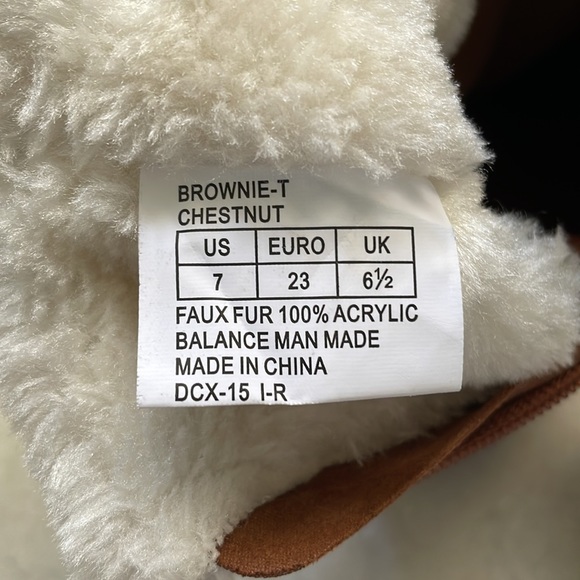 BROWNIE-T
CHESTNUT
US EURO UK
7 23 6½
FAUX FUR 100% ACRYLIC
BALANCE MAN MADE
MADE IN CHINA
DCX-15 I-R